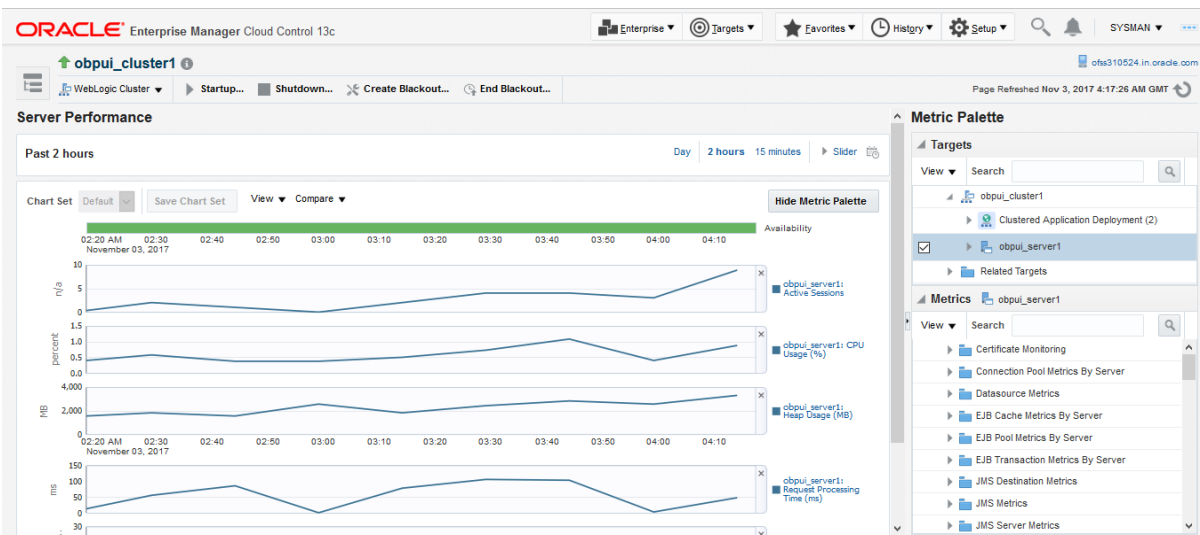 ORACLE Enterprise Manager Cloud Control 13c
Enterprise Targets Favorites History Setup SYSMAN
obpui_cluster1
ofss310524.in.oracle.com
WebLogic Cluster Startup... Shutdown... Create Blackout... End Blackout...
Page Refreshed Nov 3, 2017 4:17:26 AM GMT
Server Performance
Past 2 hours
Day 2 hours 15 minutes Slider
Chart Set Default Save Chart Set View Compare Hide Metric Palette
Availability
02:20 AM 02:30 02:40 02:50 03:00 03:10 03:20 03:30 03:40 03:50 04:00 04:10
November 03, 2017
10
5
0
n/a
obpui_server1:
Active Sessions
1.5
1.0
0.5
0.0
percent
obpui_server1: CPU
Usage (%)
4,000
2,000
0
MB
obpui_server1:
Heap Usage (MB)
02:20 AM 02:30 02:40 02:50 03:00 03:10 03:20 03:30 03:40 03:50 04:00 04:10
November 03, 2017
150
100
50
0
ms
obpui_server1:
Request Processing
Time (ms)
30
Metric Palette
Targets
View Search
obpui_cluster1
Clustered Application Deployment (2)
obpui_server1
Related Targets
Metrics obpui_server1
View Search
Certificate Monitoring
Connection Pool Metrics By Server
Datasource Metrics
EJB Cache Metrics By Server
EJB Pool Metrics By Server
EJB Transaction Metrics By Server
JMS Destination Metrics
JMS Metrics
JMS Server Metrics